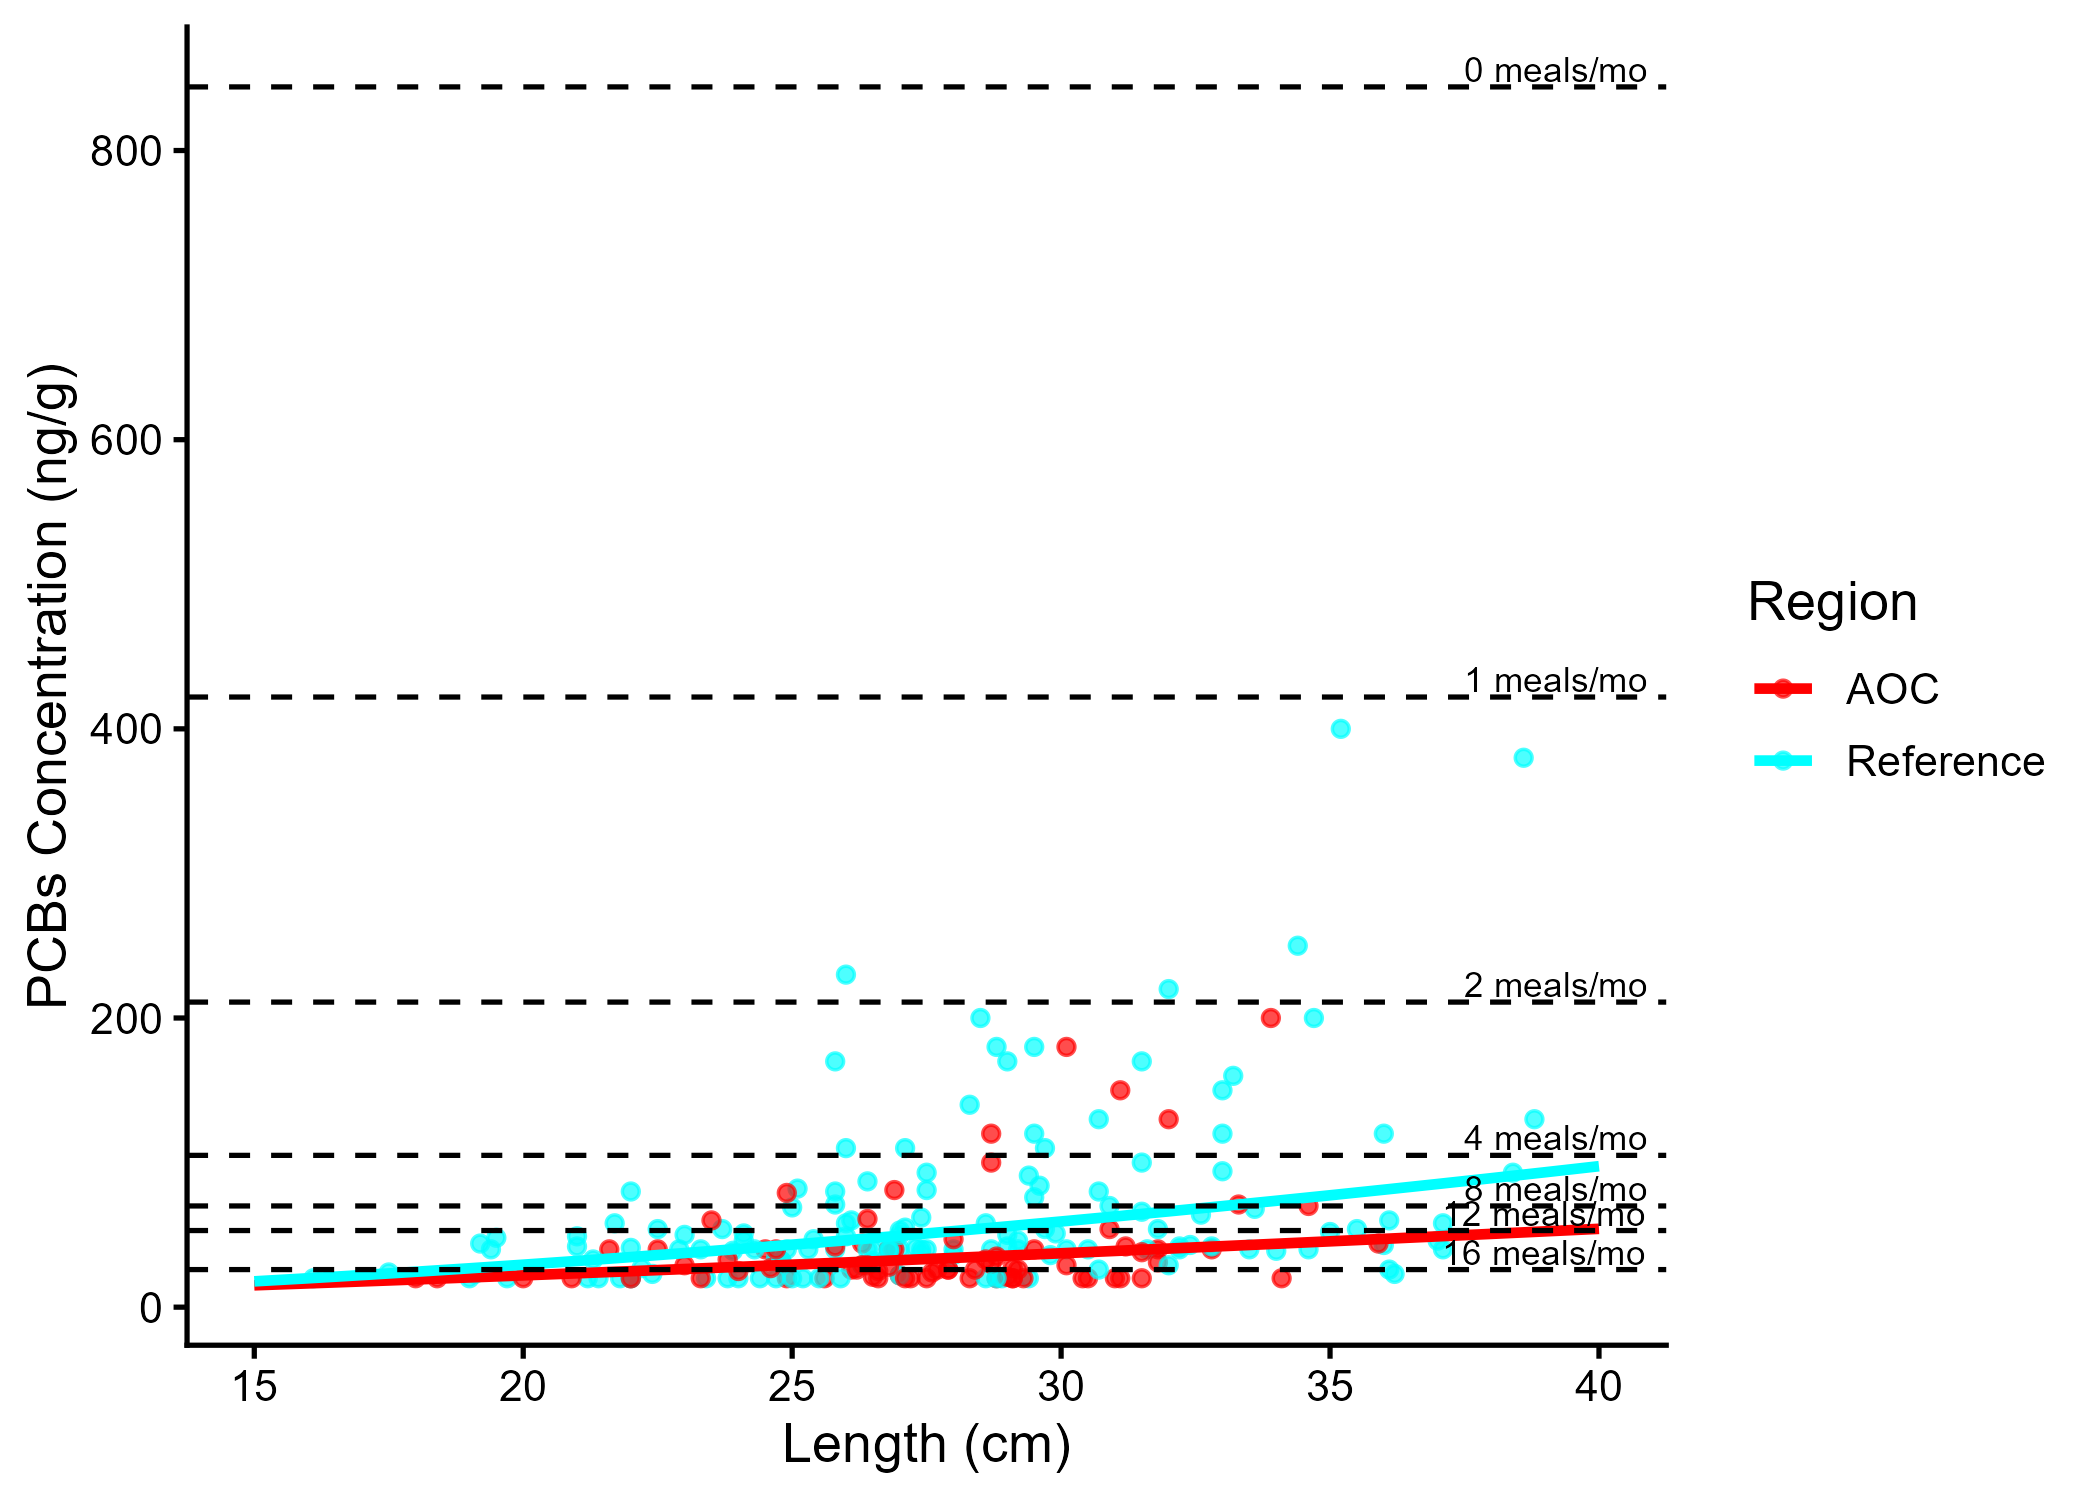 0 meals/mo
800
600
1 meals/mo
400
2 meals/mo
200
4 meals/mo
8 meals/mo
12 meals/mo
16 meals/mo
0
15 20 25 30 35 40
Length (cm)
PCBs Concentration (ng/g)
Region
AOC
Reference